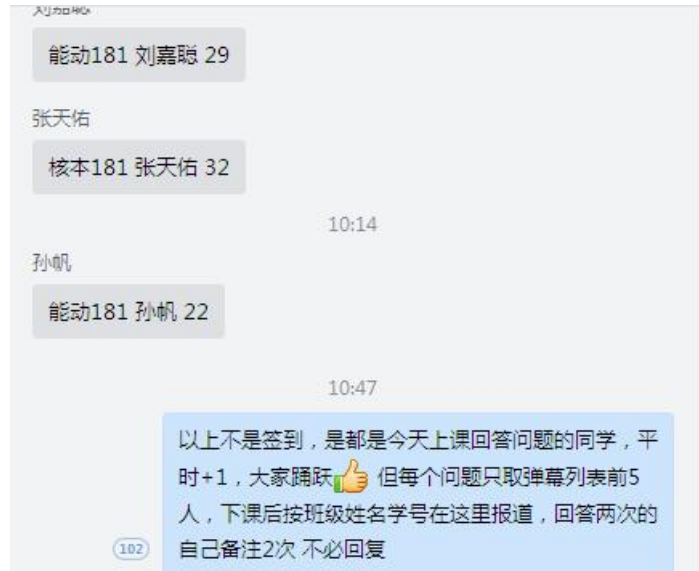 刘嘉聪
能动181 刘嘉聪 29
张天佑
核本181 张天佑 32
10:14
孙帆
能动181 孙帆 22
10:47
以上不是签到，是都是今天上课回答问题的同学，平
时+1，大家踊跃 但每个问题只取弹幕列表前5
人，下课后按班级姓名学号在这里报道，回答两次的
102 自己备注2次 不必回复